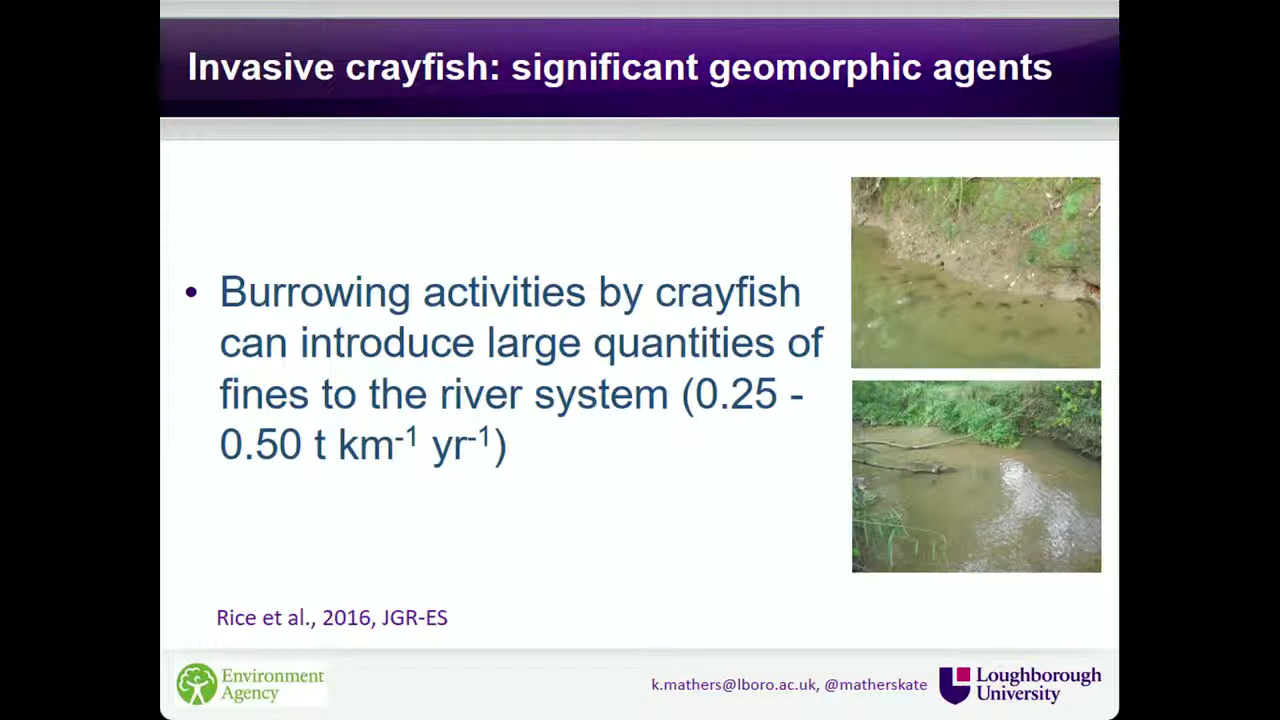 Invasive crayfish: significant geomorphic agents
• Burrowing activities by crayfish
can introduce large quantities of
fines to the river system (0.25 -
0.50 t km⁻¹ yr⁻¹)
Rice et al., 2016, JGR-ES
Environment
Agency
k.mathers@lboro.ac.uk, @matherskate
Loughborough
University